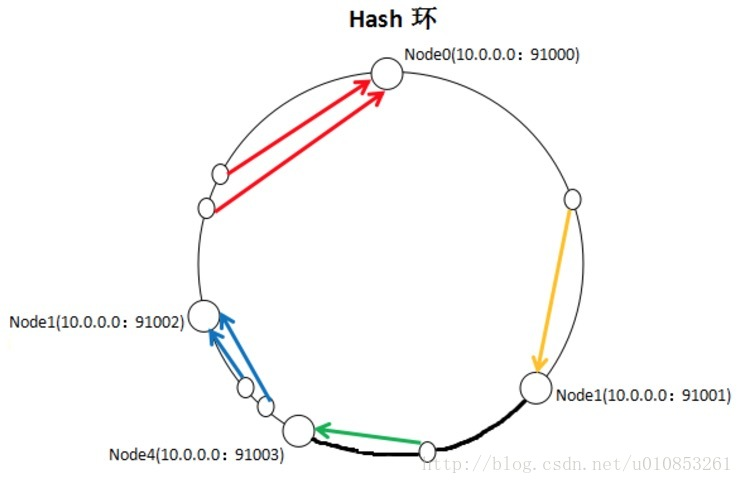 Hash 环
Node0(10.0.0.0：91000)
Node1(10.0.0.0：91002)
Node1(10.0.0.0：91001)
Node4(10.0.0.0：91003)
http://blog.csdn.net/u010853261